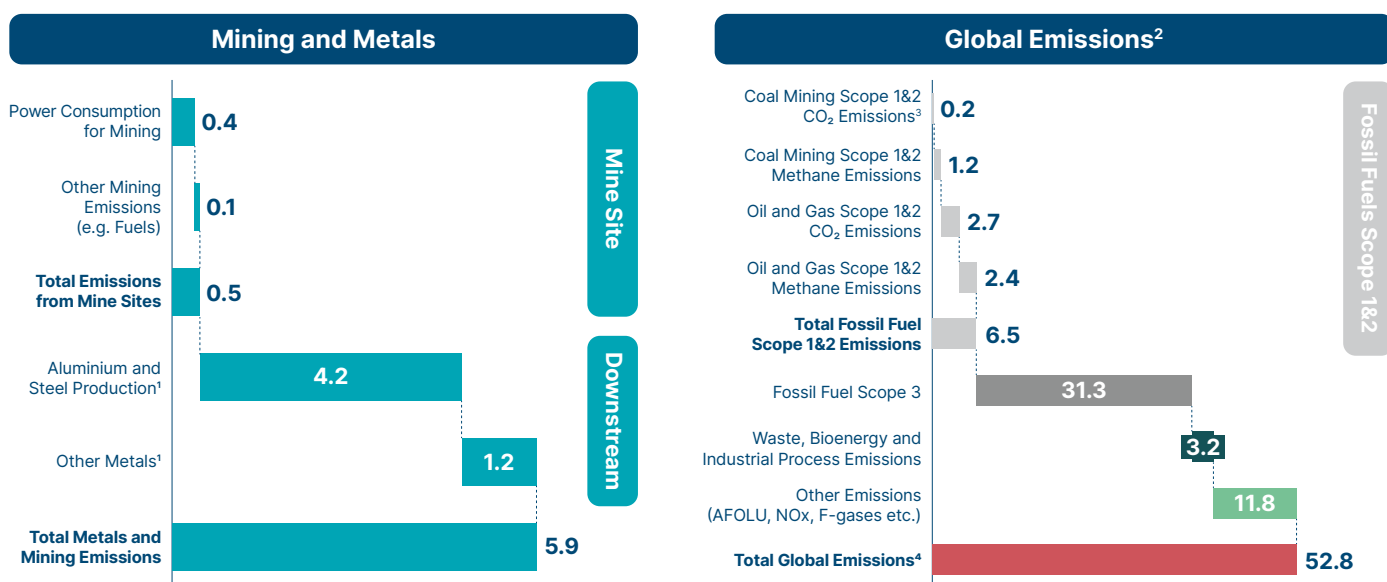 Mining and Metals
Power Consumption
for Mining
0.4
Other Mining
Emissions
(e.g. Fuels)
0.1
Total Emissions
from Mine Sites
0.5
Mine Site
Aluminium and
Steel Production¹
4.2
Other Metals¹
1.2
Downstream
Total Metals and
Mining Emissions
5.9
Global Emissions²
Coal Mining Scope 1&2
CO₂ Emissions³
0.2
Coal Mining Scope 1&2
Methane Emissions
1.2
Oil and Gas Scope 1&2
CO₂ Emissions
2.7
Oil and Gas Scope 1&2
Methane Emissions
2.4
Total Fossil Fuel
Scope 1&2 Emissions
6.5
Fossil Fuels Scope 1&2
Fossil Fuel Scope 3
31.3
Waste, Bioenergy and
Industrial Process Emissions
3.2
Other Emissions
(AFOLU, NOx, F-gases etc.)
11.8
Total Global Emissions⁴
52.8